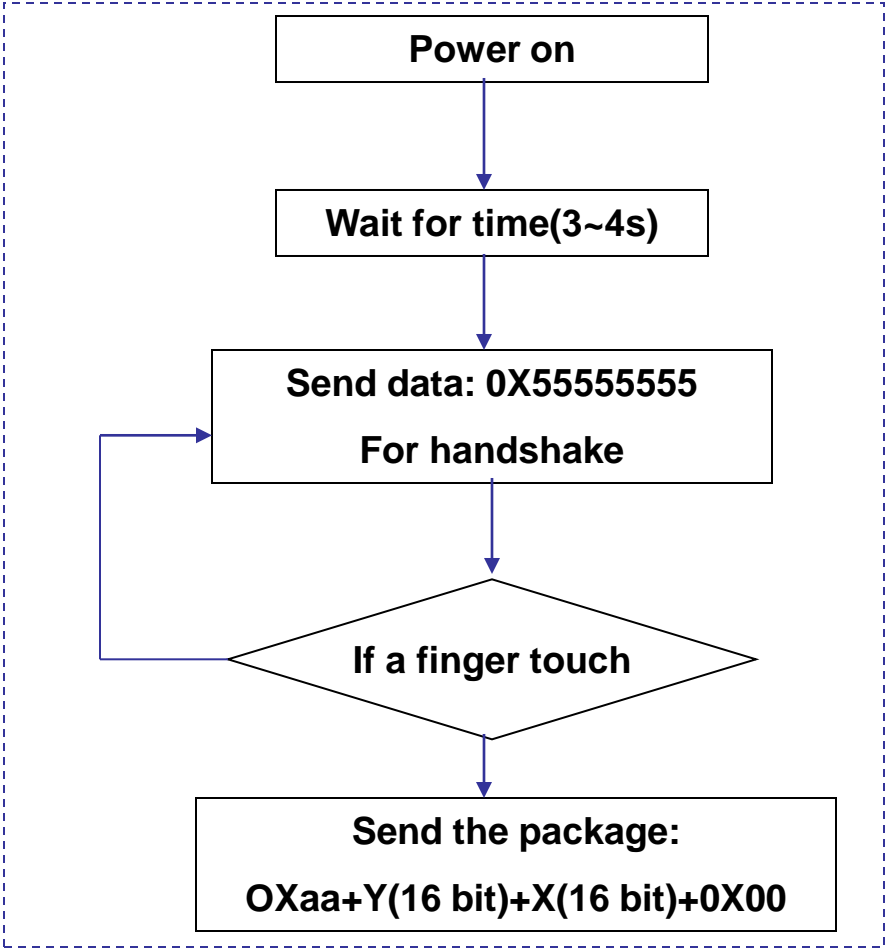 Power on
Wait for time(3~4s)
Send data: 0X55555555
For handshake
If a finger touch
Send the package:
OXaa+Y(16 bit)+X(16 bit)+0X00